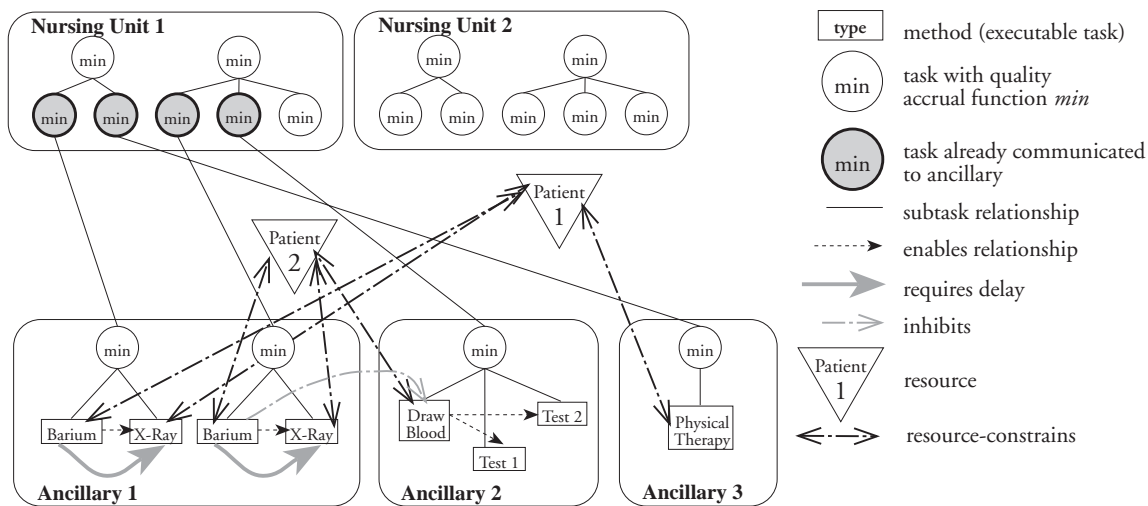 Nursing Unit 1
min
min
min
min
min
min
min
Nursing Unit 2
min
min
min
min
min
min
min
Patient
1
Patient
2
min
min
Barium
X-Ray
Barium
X-Ray
Ancillary 1
min
Draw
Blood
Test 2
Test 1
Ancillary 2
min
Physical
Therapy
Ancillary 3
type
method (executable task)
min
task with quality
accrual function min
min
task already communicated
to ancillary
subtask relationship
enables relationship
requires delay
inhibits
Patient
1
resource
resource-constrains